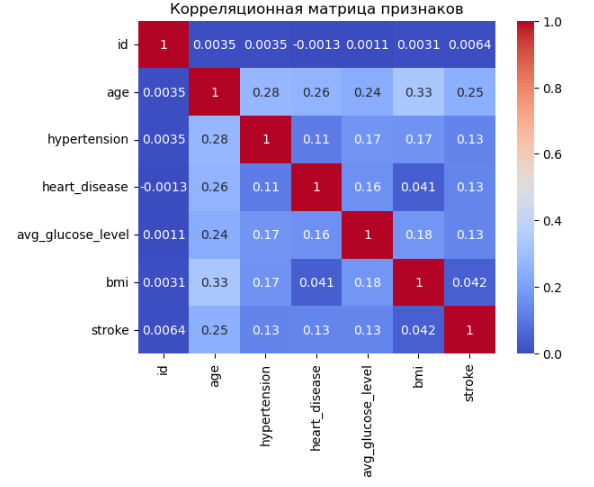 Корреляционная матрица признаков
id 1 0.0035 0.0035 -0.0013 0.0011 0.0031 0.0064
age 0.0035 1 0.28 0.26 0.24 0.33 0.25
hypertension 0.0035 0.28 1 0.11 0.17 0.17 0.13
heart_disease -0.0013 0.26 0.11 1 0.16 0.041 0.13
avg_glucose_level 0.0011 0.24 0.17 0.16 1 0.18 0.13
bmi 0.0031 0.33 0.17 0.041 0.18 1 0.042
stroke 0.0064 0.25 0.13 0.13 0.13 0.042 1
id
age
hypertension
heart_disease
avg_glucose_level
bmi
stroke
1.0
0.8
0.6
0.4
0.2
0.0